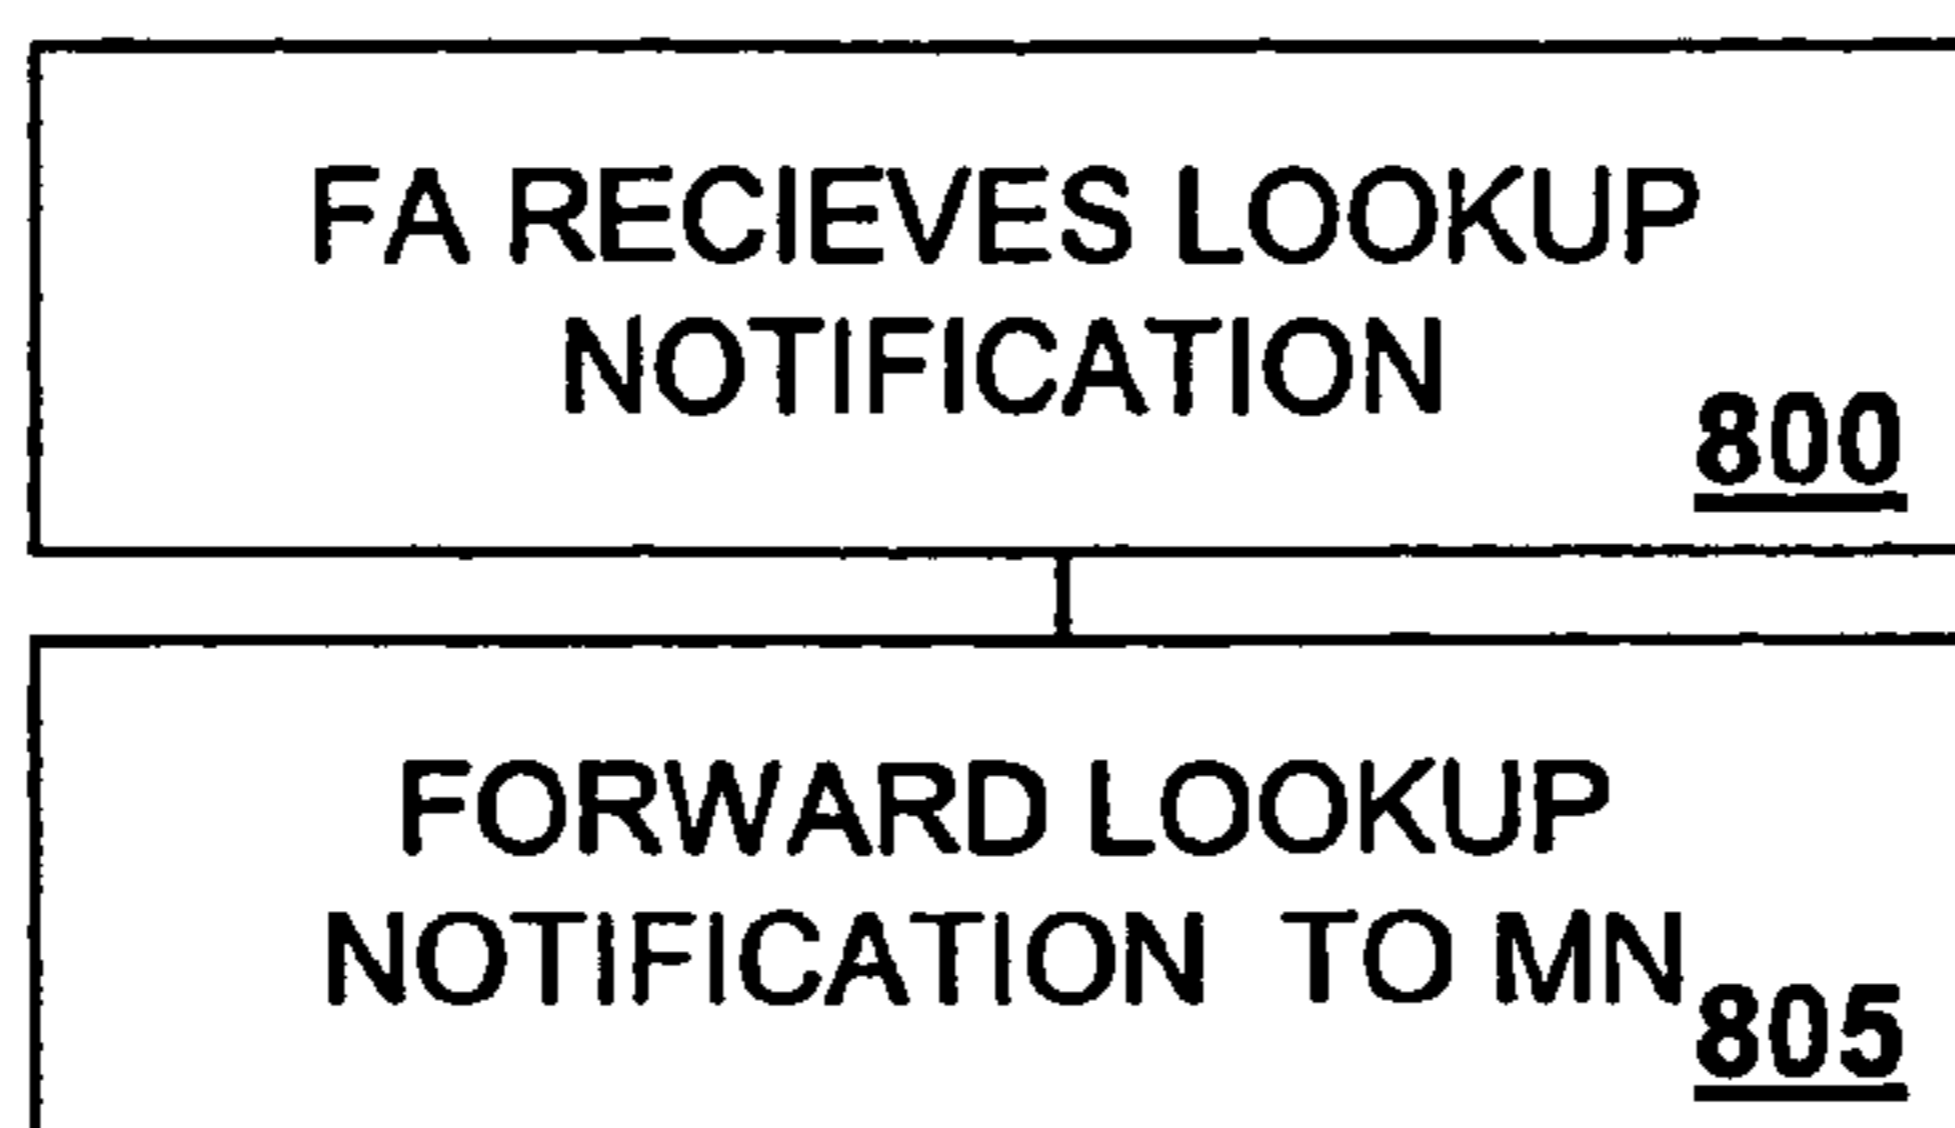 FA RECIEVES LOOKUP
NOTIFICATION
800
FORWARD LOOKUP
NOTIFICATION TO MN
805